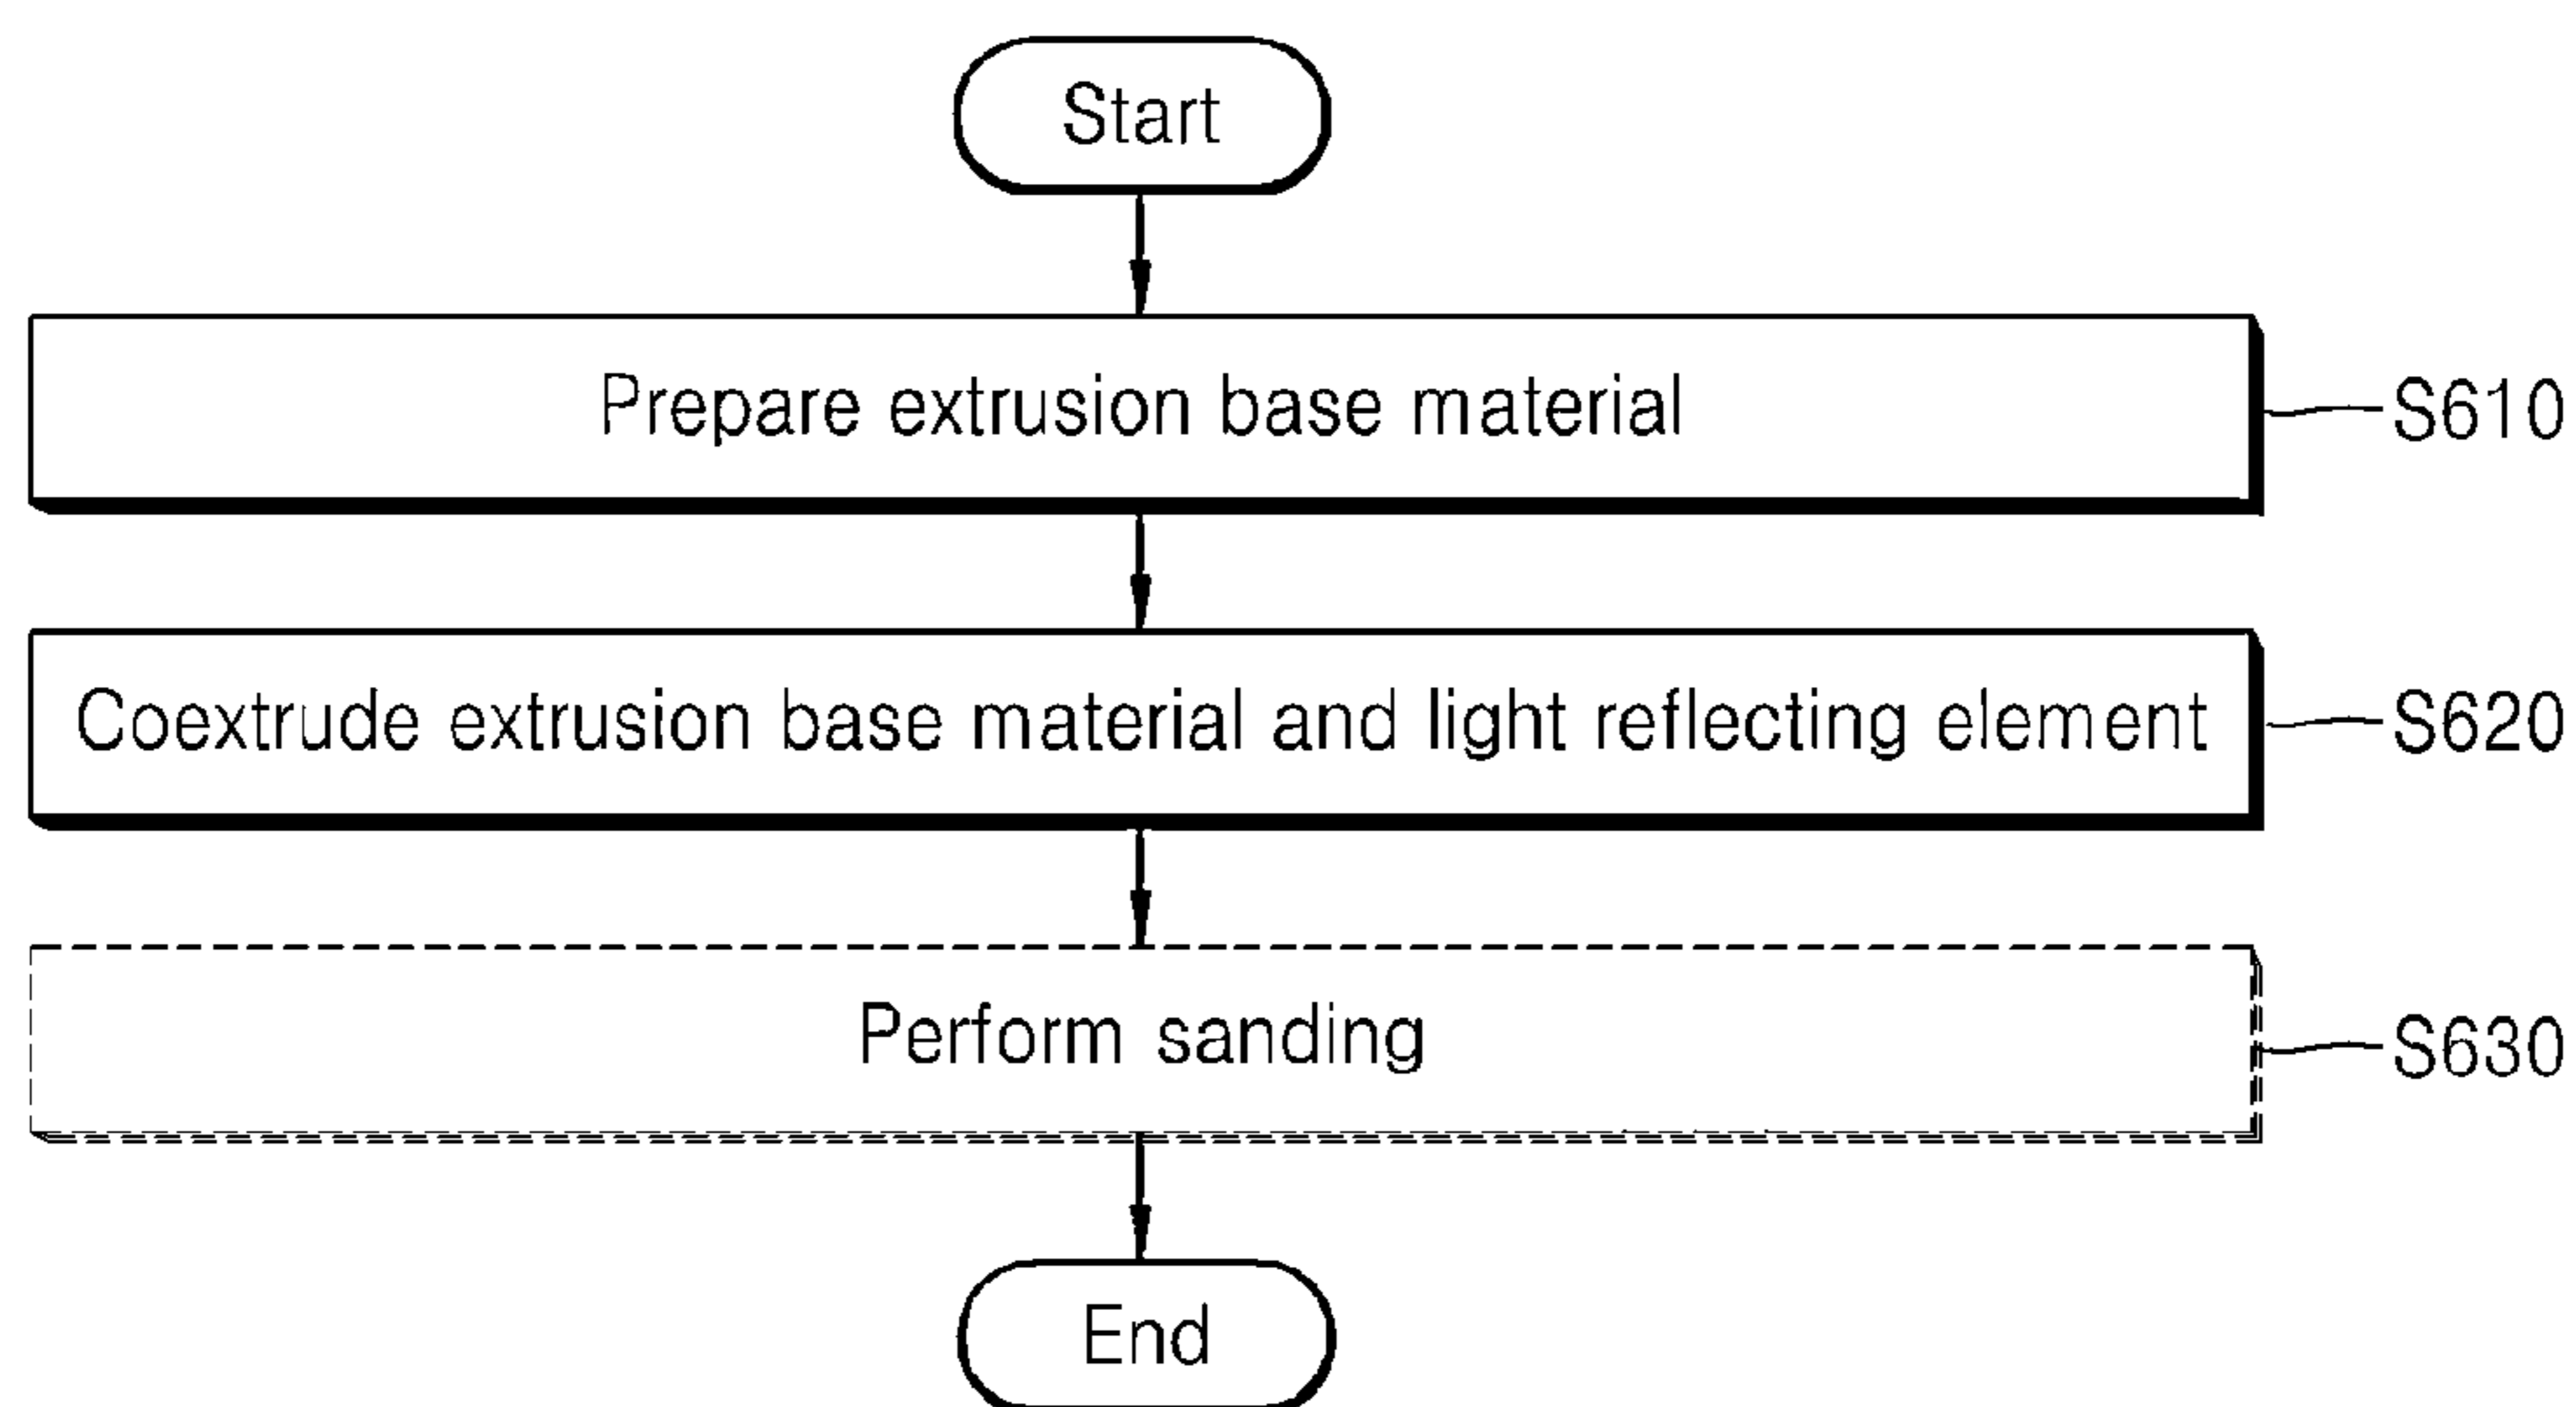 Start
Prepare extrusion base material
S610
Coextrude extrusion base material and light reflecting element
S620
Perform sanding
S630
End